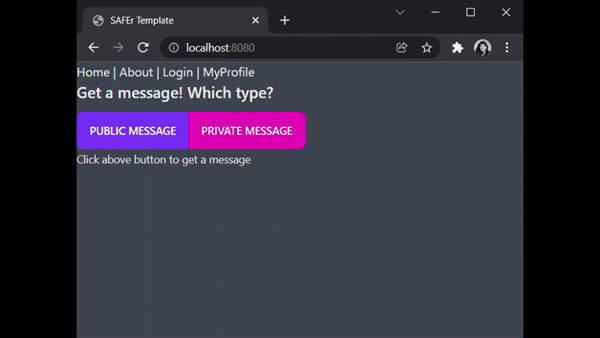 SAFEr Template
localhost:8080
Home | About | Login | MyProfile
Get a message! Which type?
PUBLIC MESSAGE PRIVATE MESSAGE
Click above button to get a message